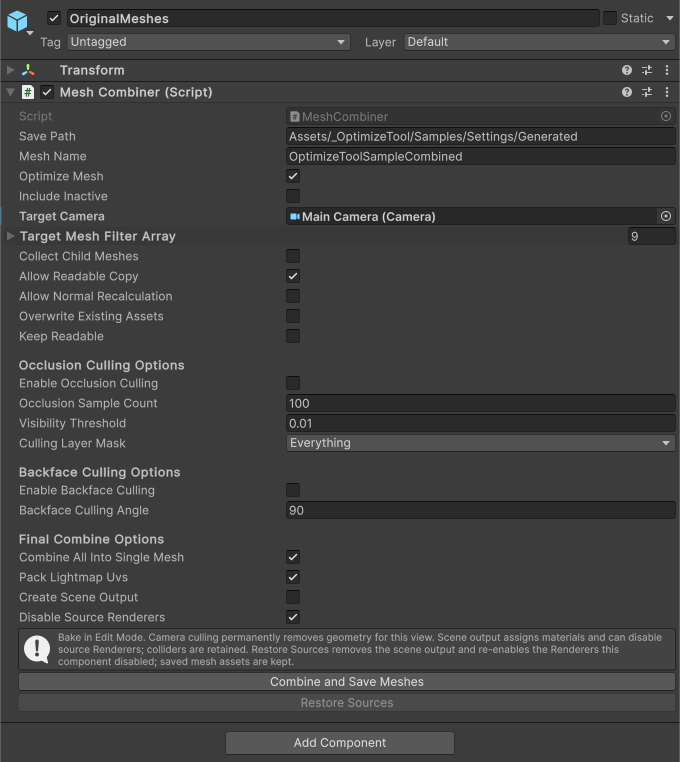 OriginalMeshes
Static
Tag Untagged Layer Default
Transform
# Mesh Combiner (Script)
Script # MeshCombiner
Save Path Assets/_OptimizeTool/Samples/Settings/Generated
Mesh Name OptimizeToolSampleCombined
Optimize Mesh
Include Inactive
Target Camera Main Camera (Camera)
Target Mesh Filter Array 9
Collect Child Meshes
Allow Readable Copy
Allow Normal Recalculation
Overwrite Existing Assets
Keep Readable
Occlusion Culling Options
Enable Occlusion Culling
Occlusion Sample Count 100
Visibility Threshold 0.01
Culling Layer Mask Everything
Backface Culling Options
Enable Backface Culling
Backface Culling Angle 90
Final Combine Options
Combine All Into Single Mesh
Pack Lightmap Uvs
Create Scene Output
Disable Source Renderers
Bake in Edit Mode. Camera culling permanently removes geometry for this view. Scene output assigns materials and can disable
source Renderers; colliders are retained. Restore Sources removes the scene output and re-enables the Renderers this
component disabled; saved mesh assets are kept.
Combine and Save Meshes
Restore Sources
Add Component